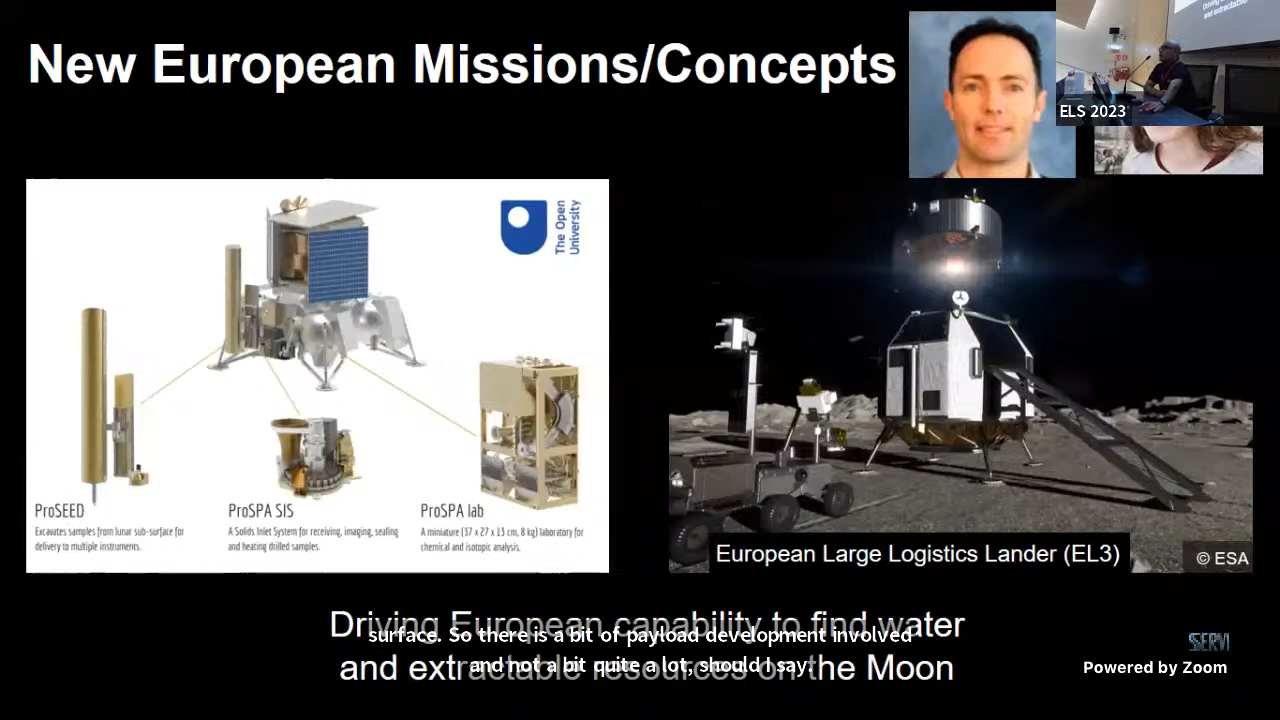 New European Missions/Concepts
ELS 2023
The Open
University
ProSEED
Excavates samples from lunar sub-surface for
delivery to multiple instruments.
ProSPA SIS
A Solids Inlet System for receiving, imaging, sealing
and heating drilled samples.
ProSPA lab
A miniature (37 x 27 x 13 cm, 8 kg) laboratory for
chemical and isotopic analysis.
European Large Logistics Lander (EL3)
© ESA
Driving European capability to find water
and extractable resources on the Moon
surface. So there is a bit of payload development involved
and not a bit quite a lot, should I say.
Powered by Zoom